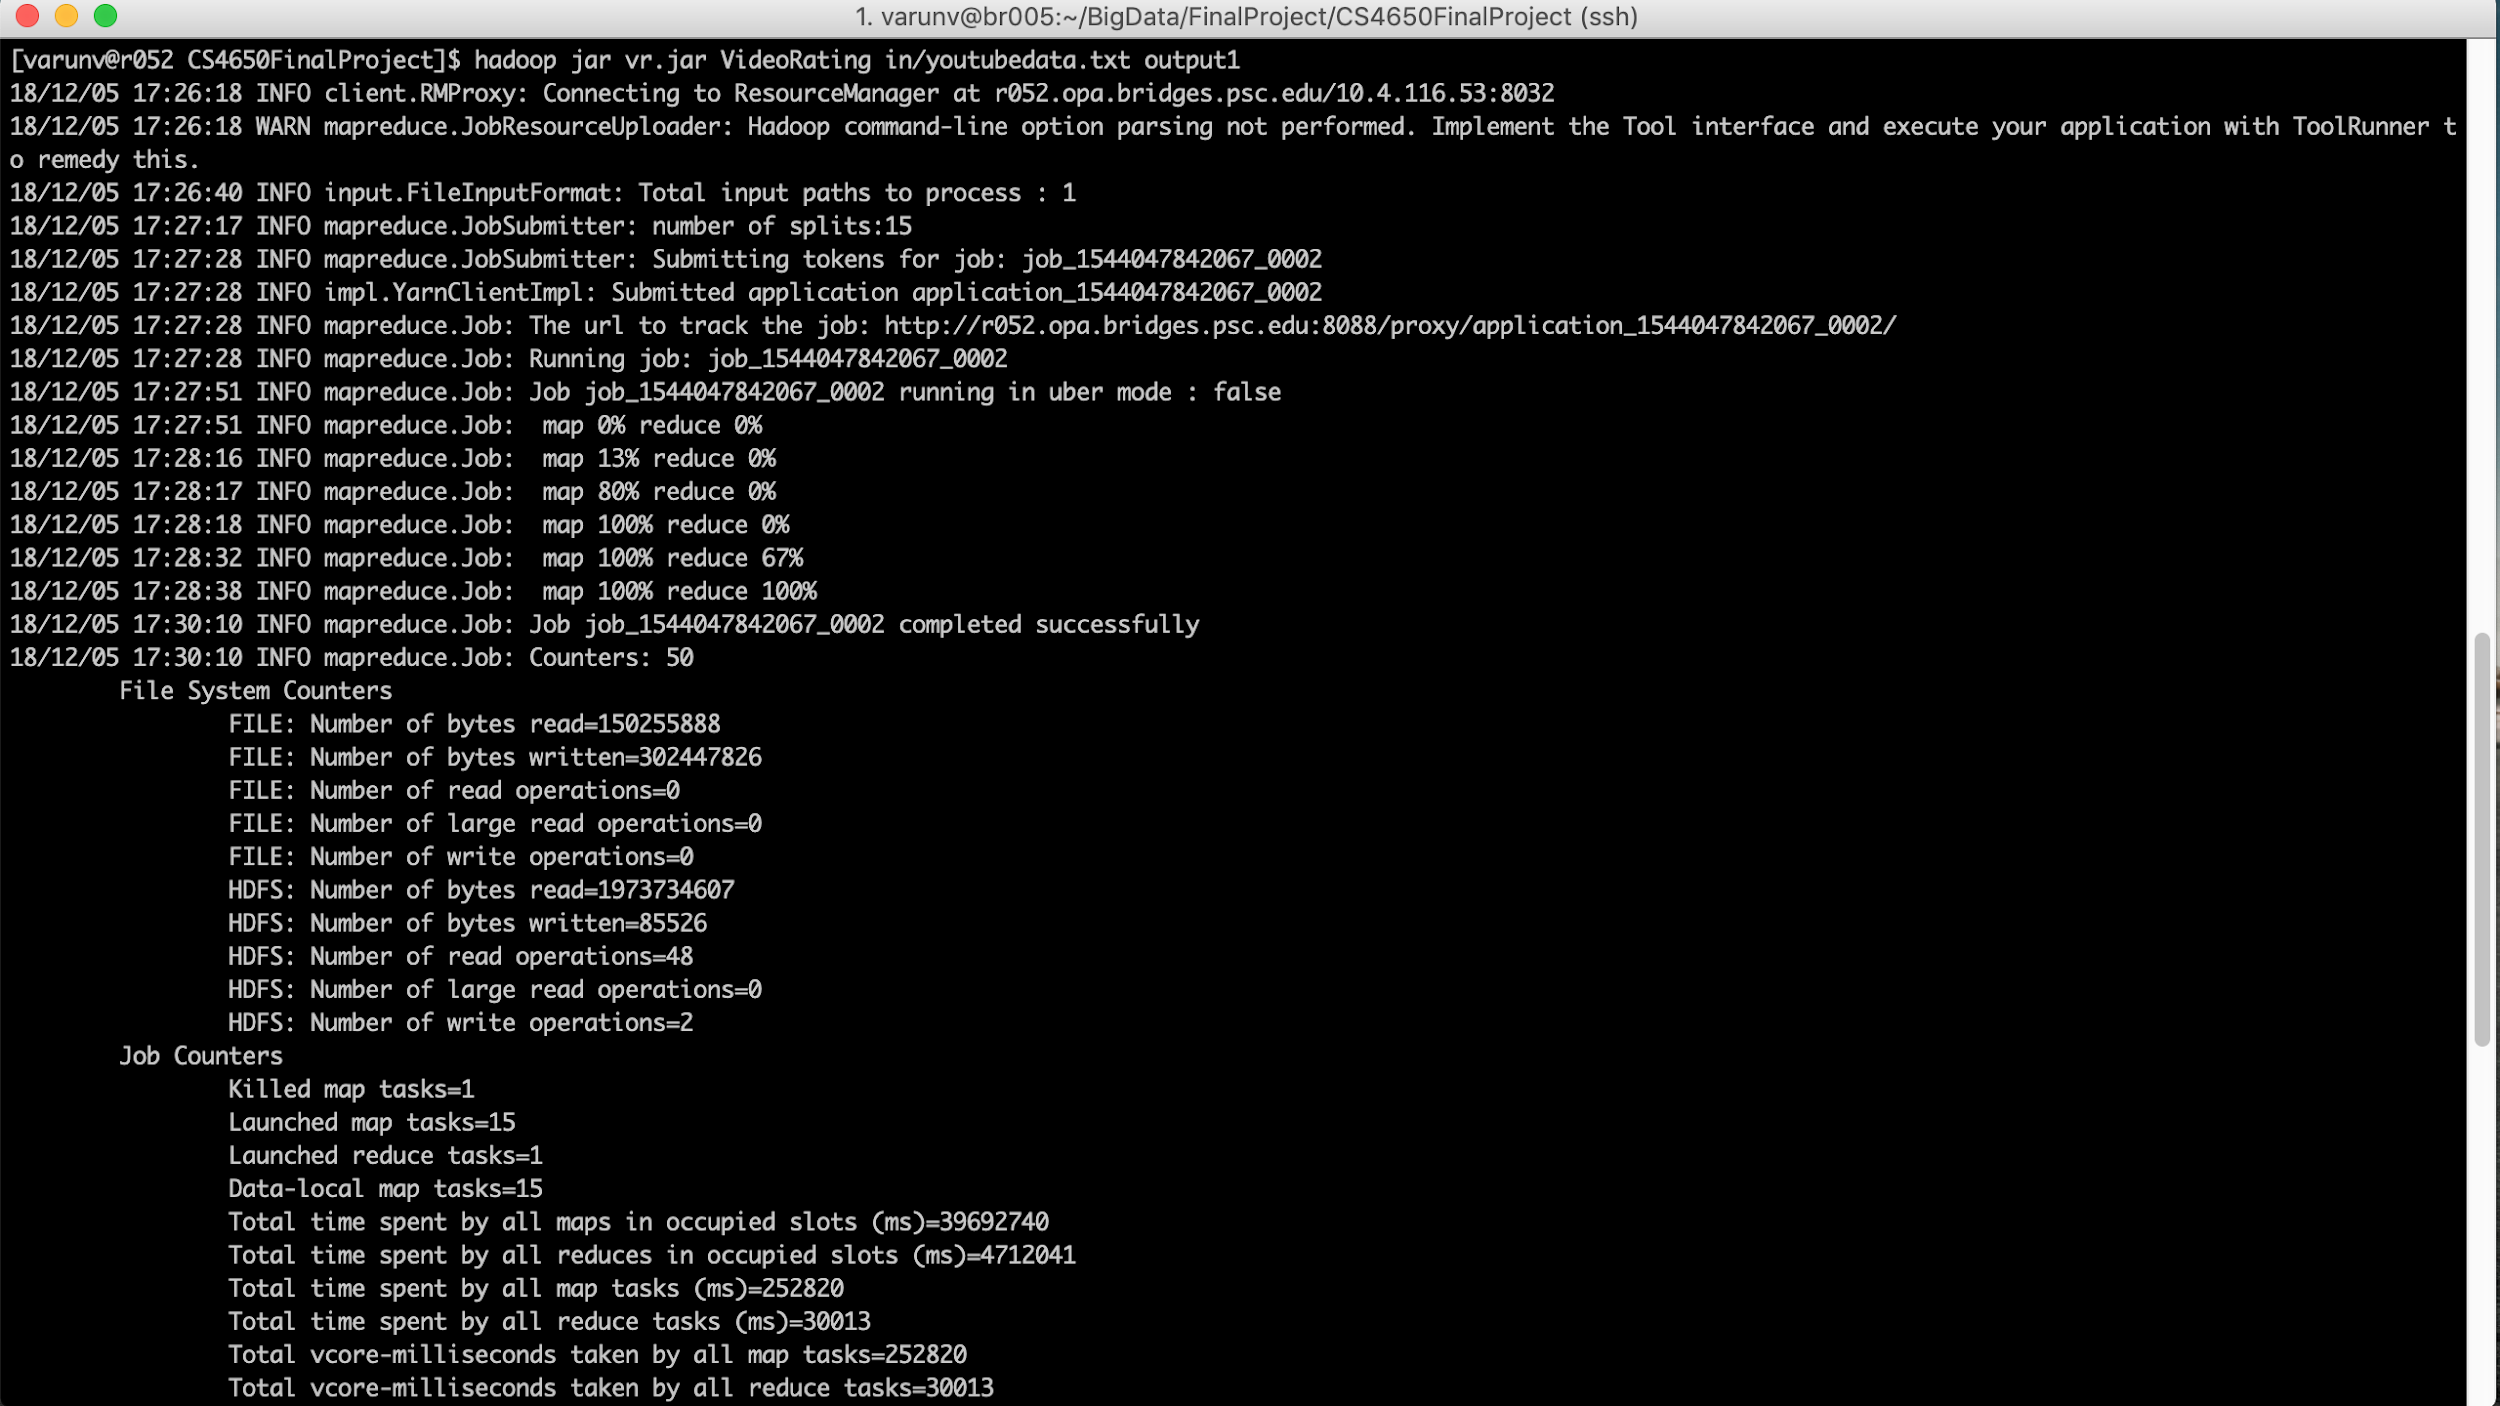 1. varunv@br005:~/BigData/FinalProject/CS4650FinalProject (ssh)
[varunv@r052 CS4650FinalProject]$ hadoop jar vr.jar VideoRating in/youtubedata.txt output1
18/12/05 17:26:18 INFO client.RMProxy: Connecting to ResourceManager at r052.opa.bridges.psc.edu/10.4.116.53:8032
18/12/05 17:26:18 WARN mapreduce.JobResourceUploader: Hadoop command-line option parsing not performed. Implement the Tool interface and execute your application with ToolRunner t
o remedy this.
18/12/05 17:26:40 INFO input.FileInputFormat: Total input paths to process : 1
18/12/05 17:27:17 INFO mapreduce.JobSubmitter: number of splits:15
18/12/05 17:27:28 INFO mapreduce.JobSubmitter: Submitting tokens for job: job_1544047842067_0002
18/12/05 17:27:28 INFO impl.YarnClientImpl: Submitted application application_1544047842067_0002
18/12/05 17:27:28 INFO mapreduce.Job: The url to track the job: http://r052.opa.bridges.psc.edu:8088/proxy/application_1544047842067_0002/
18/12/05 17:27:28 INFO mapreduce.Job: Running job: job_1544047842067_0002
18/12/05 17:27:51 INFO mapreduce.Job: Job job_1544047842067_0002 running in uber mode : false
18/12/05 17:27:51 INFO mapreduce.Job:  map 0% reduce 0%
18/12/05 17:28:16 INFO mapreduce.Job:  map 13% reduce 0%
18/12/05 17:28:17 INFO mapreduce.Job:  map 80% reduce 0%
18/12/05 17:28:18 INFO mapreduce.Job:  map 100% reduce 0%
18/12/05 17:28:32 INFO mapreduce.Job:  map 100% reduce 67%
18/12/05 17:28:38 INFO mapreduce.Job:  map 100% reduce 100%
18/12/05 17:30:10 INFO mapreduce.Job: Job job_1544047842067_0002 completed successfully
18/12/05 17:30:10 INFO mapreduce.Job: Counters: 50
File System Counters
FILE: Number of bytes read=150255888
FILE: Number of bytes written=302447826
FILE: Number of read operations=0
FILE: Number of large read operations=0
FILE: Number of write operations=0
HDFS: Number of bytes read=1973734607
HDFS: Number of bytes written=85526
HDFS: Number of read operations=48
HDFS: Number of large read operations=0
HDFS: Number of write operations=2
Job Counters
Killed map tasks=1
Launched map tasks=15
Launched reduce tasks=1
Data-local map tasks=15
Total time spent by all maps in occupied slots (ms)=39692740
Total time spent by all reduces in occupied slots (ms)=4712041
Total time spent by all map tasks (ms)=252820
Total time spent by all reduce tasks (ms)=30013
Total vcore-milliseconds taken by all map tasks=252820
Total vcore-milliseconds taken by all reduce tasks=30013